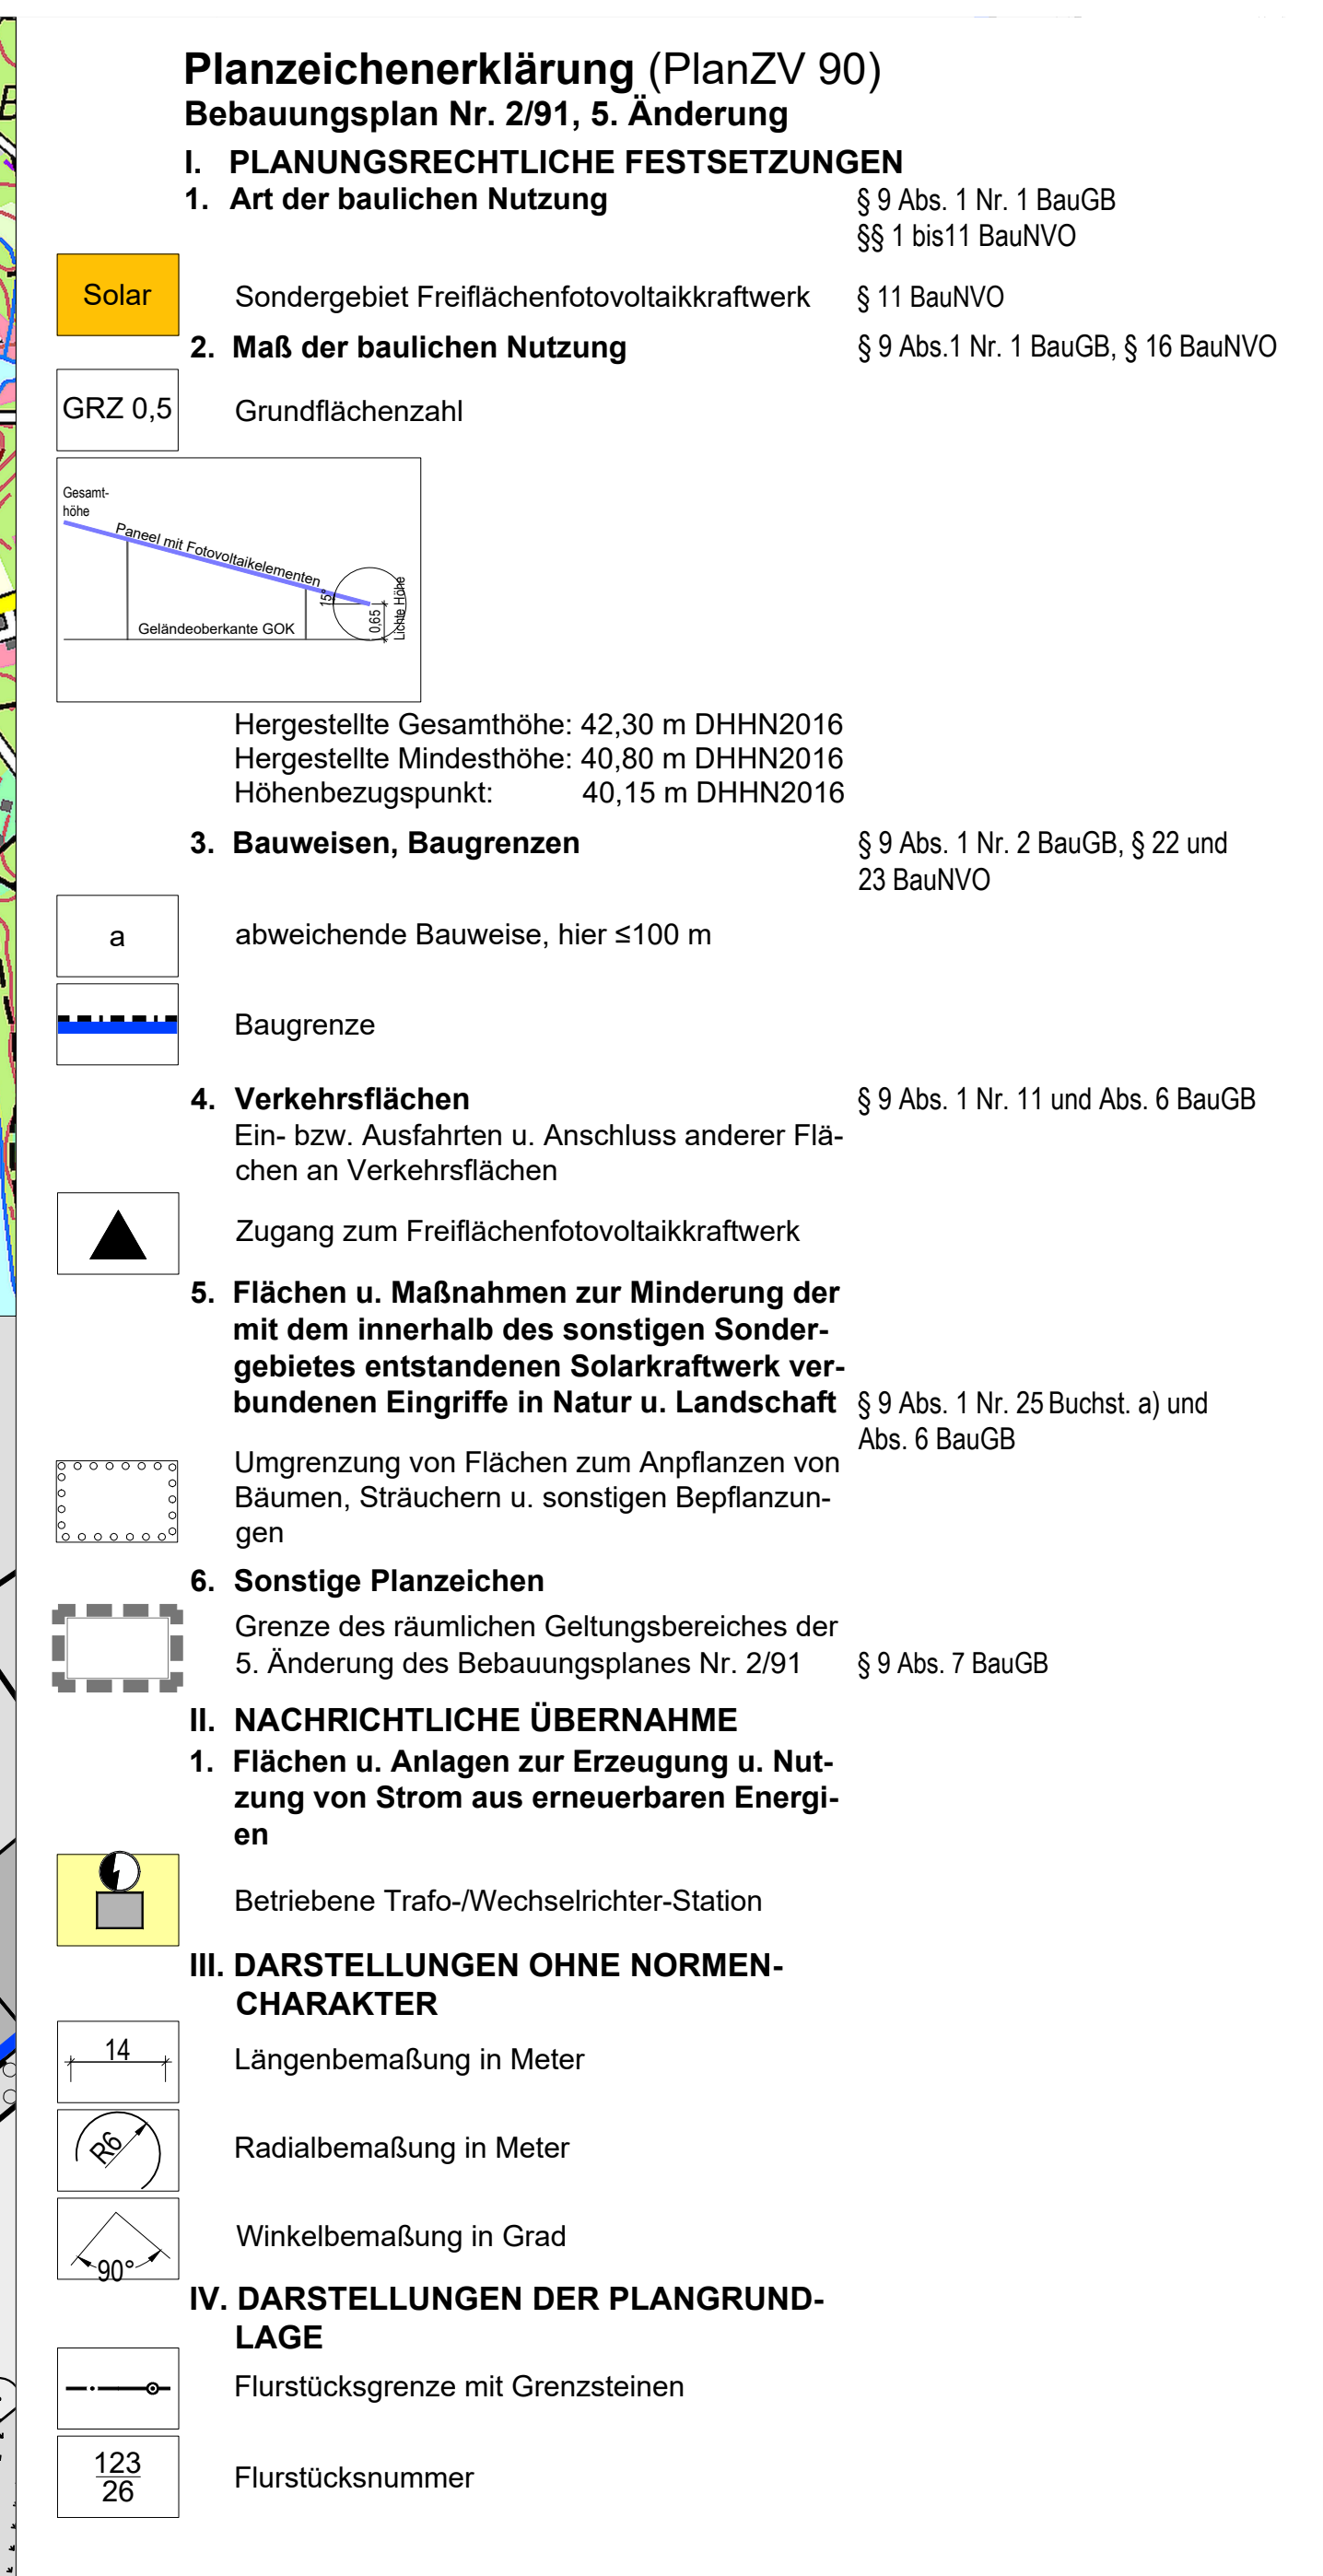 Planzeichenerklärung (PlanZV 90)
Bebauungsplan Nr. 2/91, 5. Änderung
I. PLANUNGSRECHTLICHE FESTSETZUNGEN
1. Art der baulichen Nutzung § 9 Abs. 1 Nr. 1 BauGB
§§ 1 bis11 BauNVO
Solar Sondergebiet Freiflächenfotovoltaikkraftwerk § 11 BauNVO
2. Maß der baulichen Nutzung § 9 Abs.1 Nr. 1 BauGB, § 16 BauNVO
GRZ 0,5 Grundflächenzahl
Gesamt-
höhe
Paneel mit Fotovoltaikelementen
15°
0,65
Lichte Höhe
Geländeoberkante GOK
Hergestellte Gesamthöhe: 42,30 m DHHN2016
Hergestellte Mindesthöhe: 40,80 m DHHN2016
Höhenbezugspunkt: 40,15 m DHHN2016
3. Bauweisen, Baugrenzen § 9 Abs. 1 Nr. 2 BauGB, § 22 und
23 BauNVO
a abweichende Bauweise, hier ≤100 m
Baugrenze
4. Verkehrsflächen § 9 Abs. 1 Nr. 11 und Abs. 6 BauGB
Ein- bzw. Ausfahrten u. Anschluss anderer Flä-
chen an Verkehrsflächen
Zugang zum Freiflächenfotovoltaikkraftwerk
5. Flächen u. Maßnahmen zur Minderung der
mit dem innerhalb des sonstigen Sonder-
gebietes entstandenen Solarkraftwerk ver-
bundenen Eingriffe in Natur u. Landschaft § 9 Abs. 1 Nr. 25 Buchst. a) und
Abs. 6 BauGB
Umgrenzung von Flächen zum Anpflanzen von
Bäumen, Sträuchern u. sonstigen Bepflanzun-
gen
6. Sonstige Planzeichen
Grenze des räumlichen Geltungsbereiches der
5. Änderung des Bebauungsplanes Nr. 2/91 § 9 Abs. 7 BauGB
II. NACHRICHTLICHE ÜBERNAHME
1. Flächen u. Anlagen zur Erzeugung u. Nut-
zung von Strom aus erneuerbaren Energi-
en
Betriebene Trafo-/Wechselrichter-Station
III. DARSTELLUNGEN OHNE NORMEN-
CHARAKTER
14 Längenbemaßung in Meter
R6 Radialbemaßung in Meter
90° Winkelbemaßung in Grad
IV. DARSTELLUNGEN DER PLANGRUND-
LAGE
Flurstücksgrenze mit Grenzsteinen
123
26
Flurstücksnummer